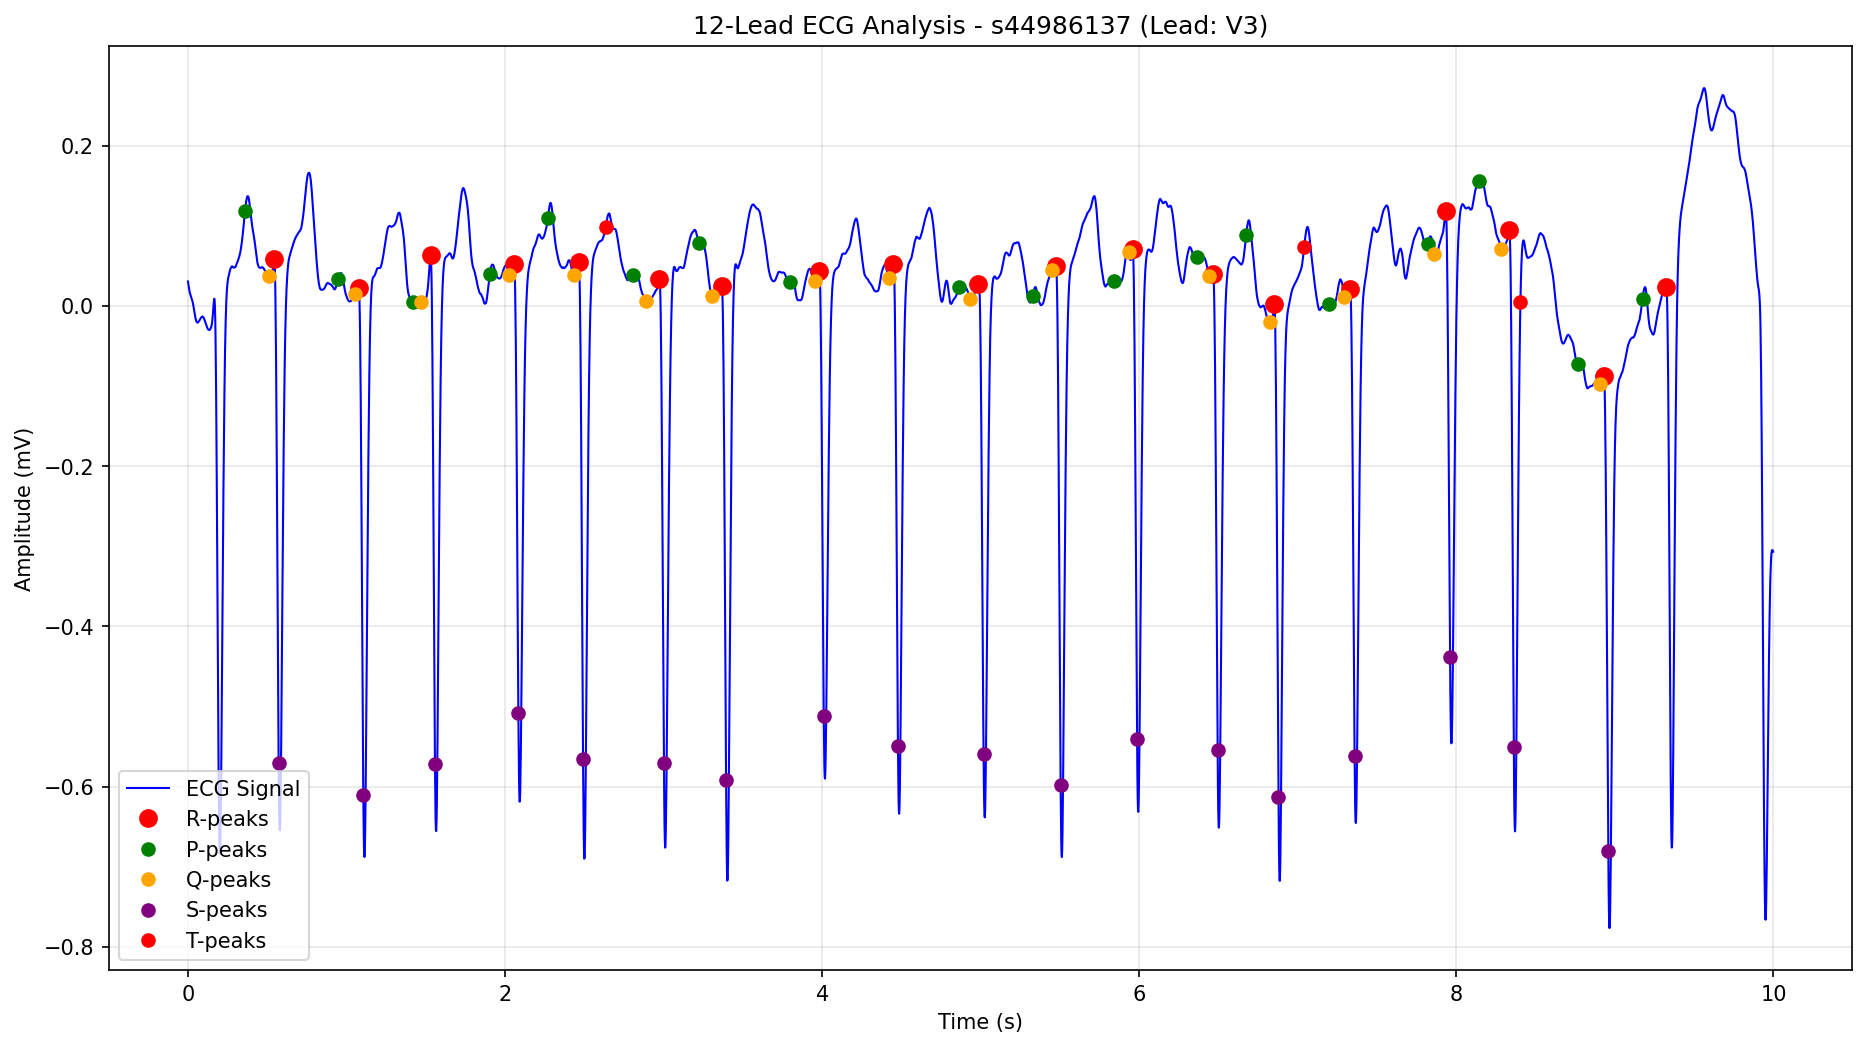 12-Lead ECG Analysis - s44986137 (Lead: V3)
Amplitude (mV)
0.2
0.0
−0.2
−0.4
−0.6
−0.8
ECG Signal
R-peaks
P-peaks
Q-peaks
S-peaks
T-peaks
0 2 4 6 8 10
Time (s)